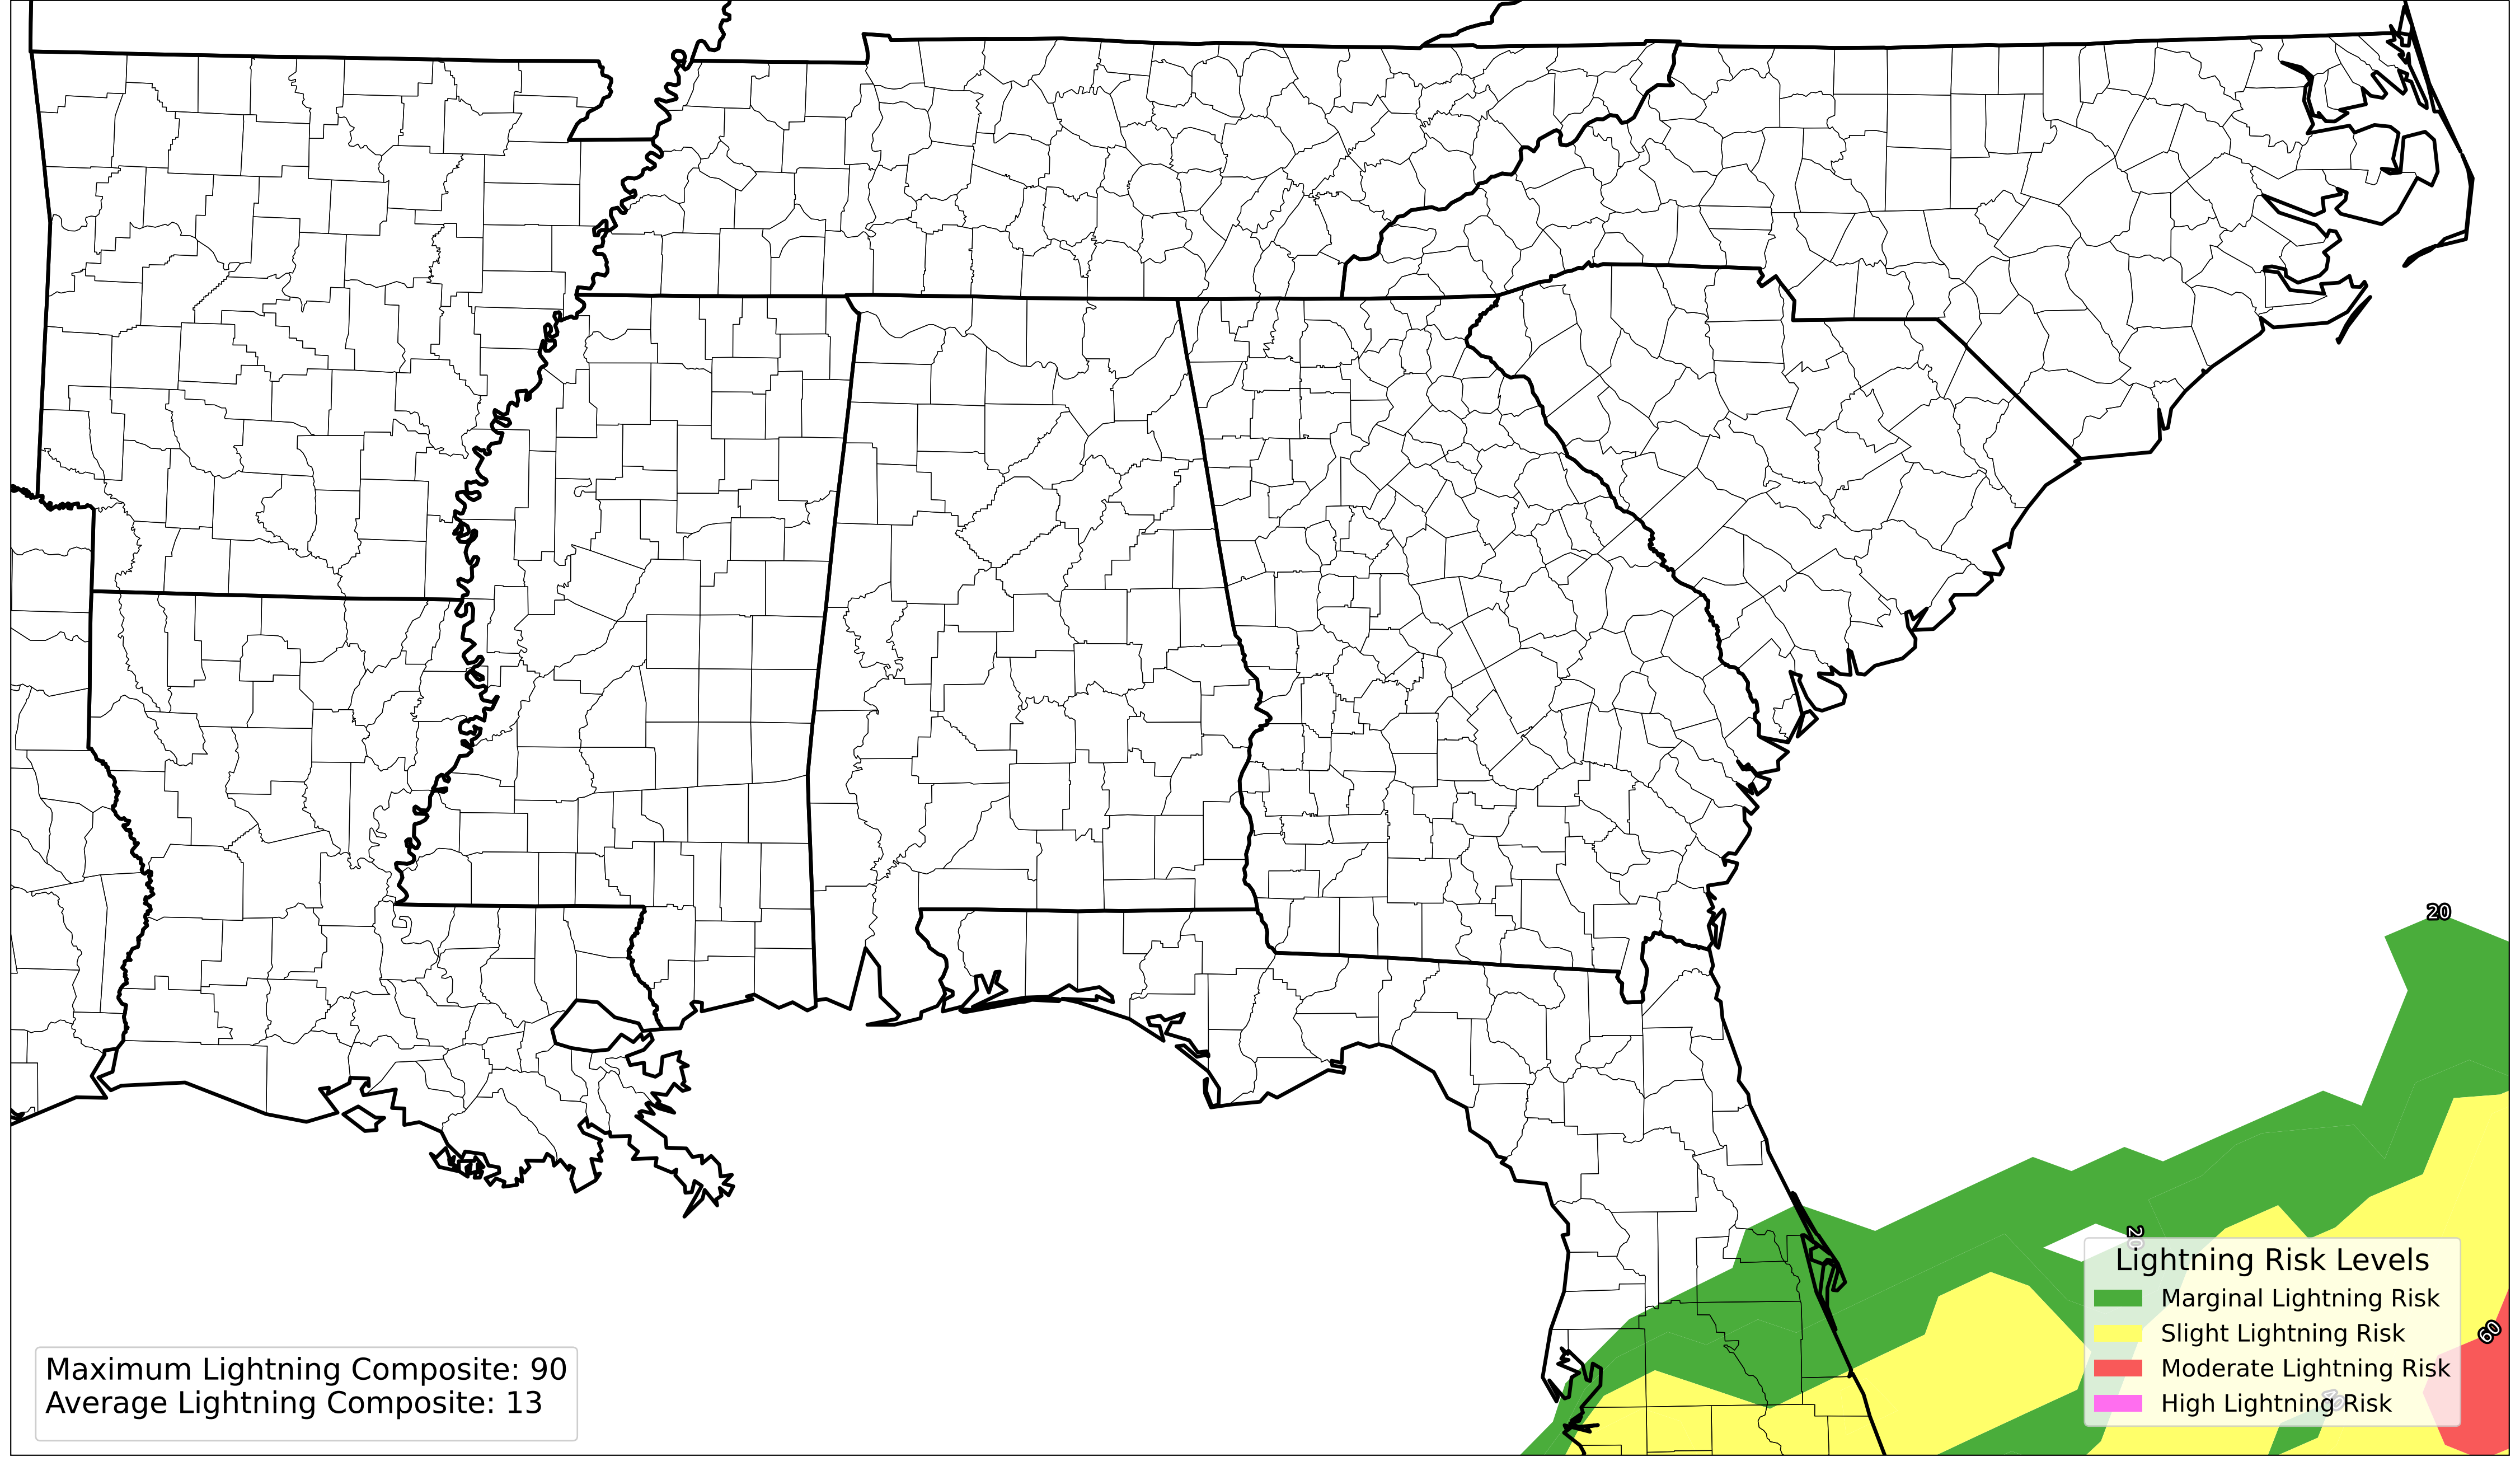 20
20
Lightning Risk Levels
Marginal Lightning Risk
Slight Lightning Risk
60
Moderate Lightning Risk
High Lightning Risk
40
Maximum Lightning Composite: 90
Average Lightning Composite: 13